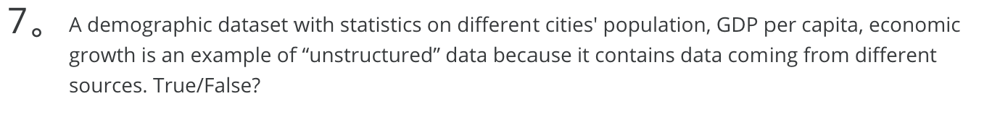 7。 A demographic dataset with statistics on different cities' population, GDP per capita, economic
growth is an example of “unstructured” data because it contains data coming from different
sources. True/False?